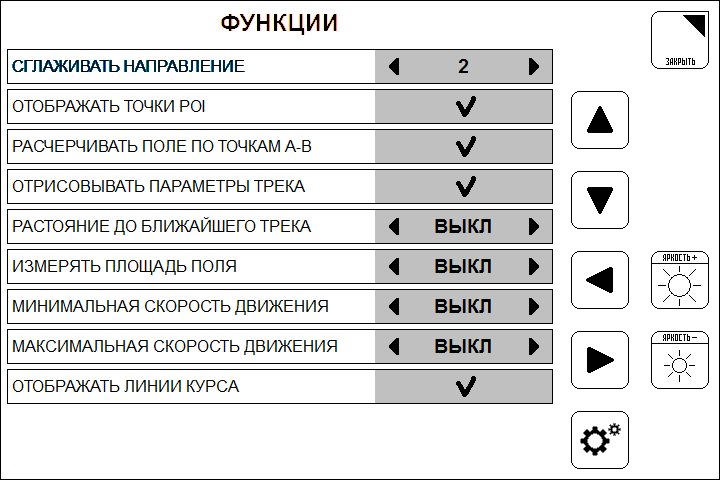 ФУНКЦИИ
ЗАКРЫТЬ
СГЛАЖИВАТЬ НАПРАВЛЕНИЕ 2
ОТОБРАЖАТЬ ТОЧКИ POI
РАСЧЕРЧИВАТЬ ПОЛЕ ПО ТОЧКАМ А-В
ОТРИСОВЫВАТЬ ПАРАМЕТРЫ ТРЕКА
РАСТОЯНИЕ ДО БЛИЖАЙШЕГО ТРЕКА ВЫКЛ
ИЗМЕРЯТЬ ПЛОЩАДЬ ПОЛЯ ВЫКЛ
ЯРКОСТЬ+
МИНИМАЛЬНАЯ СКОРОСТЬ ДВИЖЕНИЯ ВЫКЛ
МАКСИМАЛЬНАЯ СКОРОСТЬ ДВИЖЕНИЯ ВЫКЛ
ЯРКОСТЬ-
ОТОБРАЖАТЬ ЛИНИИ КУРСА